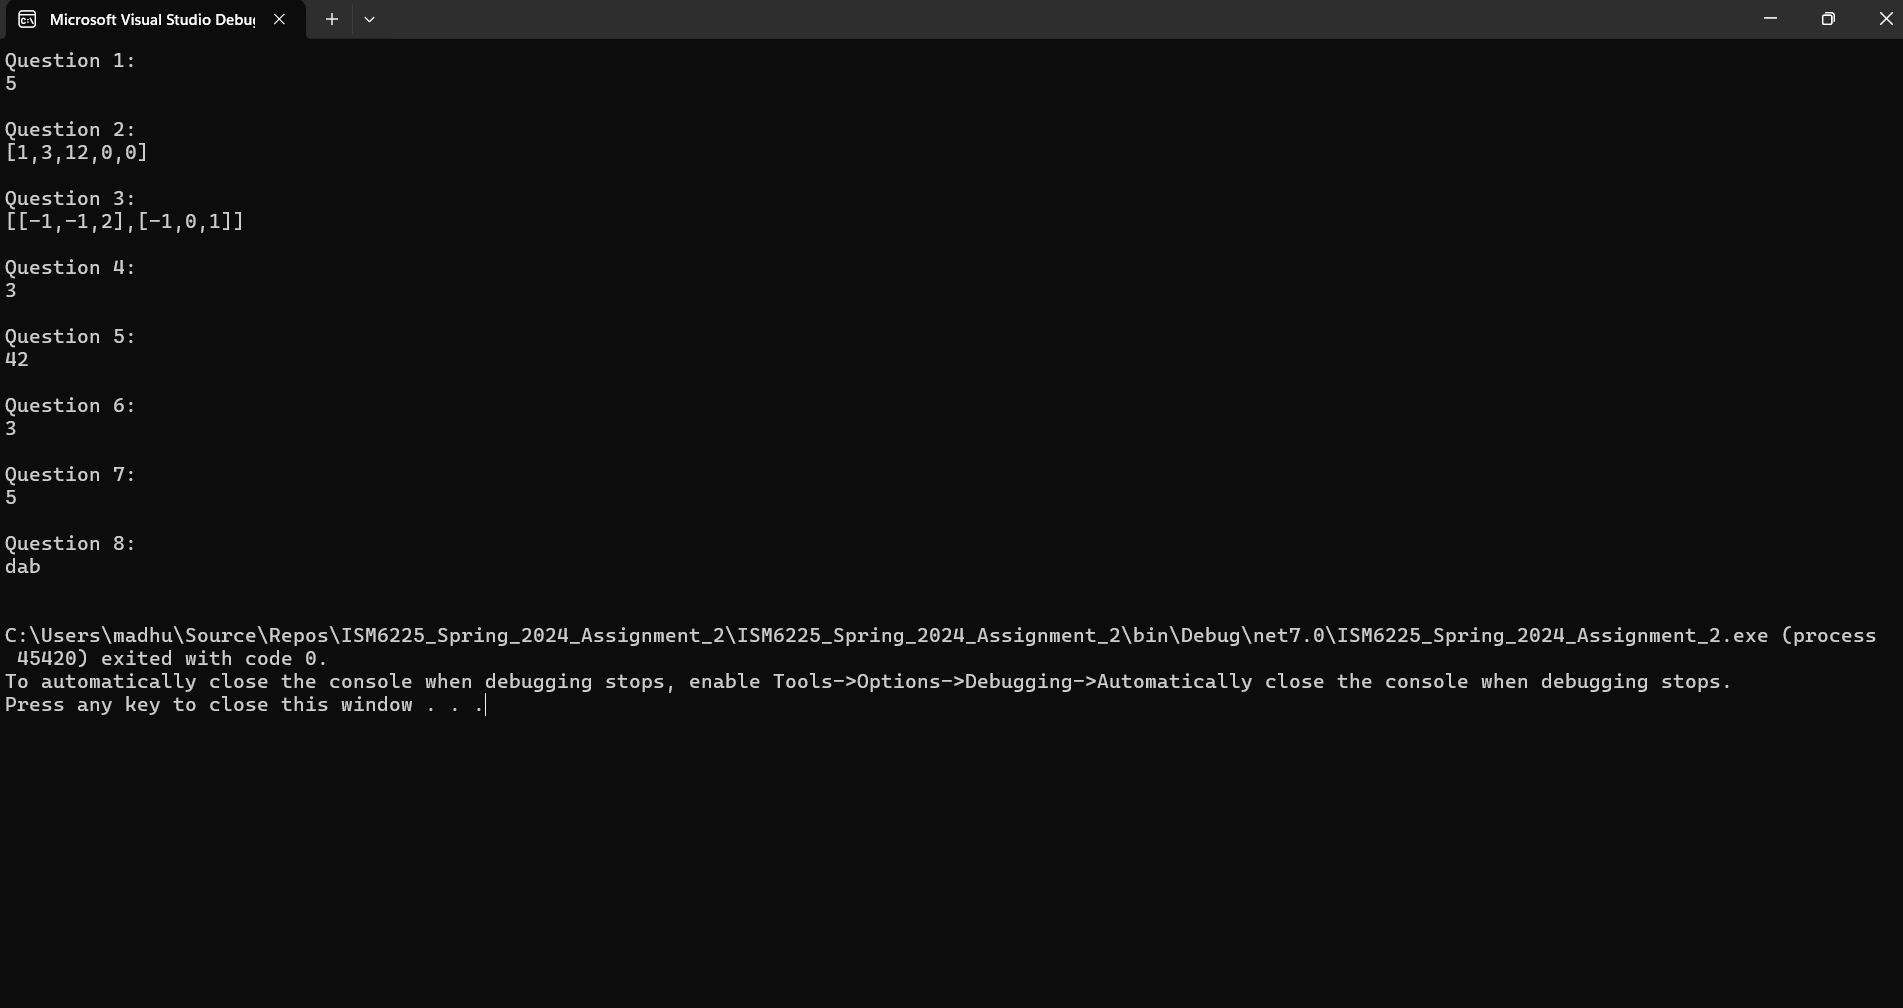 Microsoft Visual Studio Debu
Question 1:
5
Question 2:
[1,3,12,0,0]
Question 3:
[[-1,-1,2],[-1,0,1]]
Question 4:
3
Question 5:
42
Question 6:
3
Question 7:
5
Question 8:
dab
C:\Users\madhu\Source\Repos\ISM6225_Spring_2024_Assignment_2\ISM6225_Spring_2024_Assignment_2\bin\Debug\net7.0\ISM6225_Spring_2024_Assignment_2.exe (process
 45420) exited with code 0.
To automatically close the console when debugging stops, enable Tools->Options->Debugging->Automatically close the console when debugging stops.
Press any key to close this window . . .